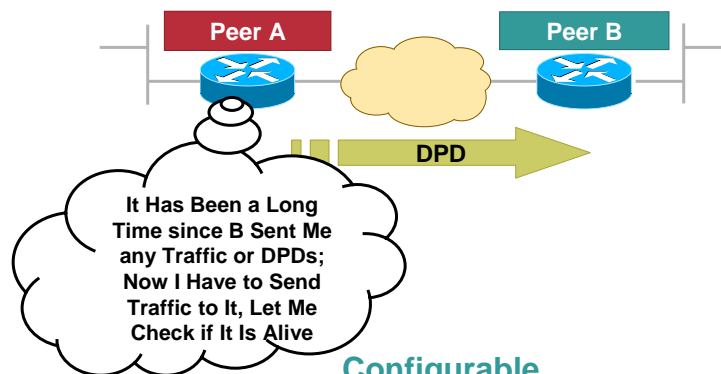 Peer A
Peer B
DPD
It Has Been a Long
Time since B Sent Me
any Traffic or DPDs;
Now I Have to Send
Traffic to It, Let Me
Check if It Is Alive
Configurable